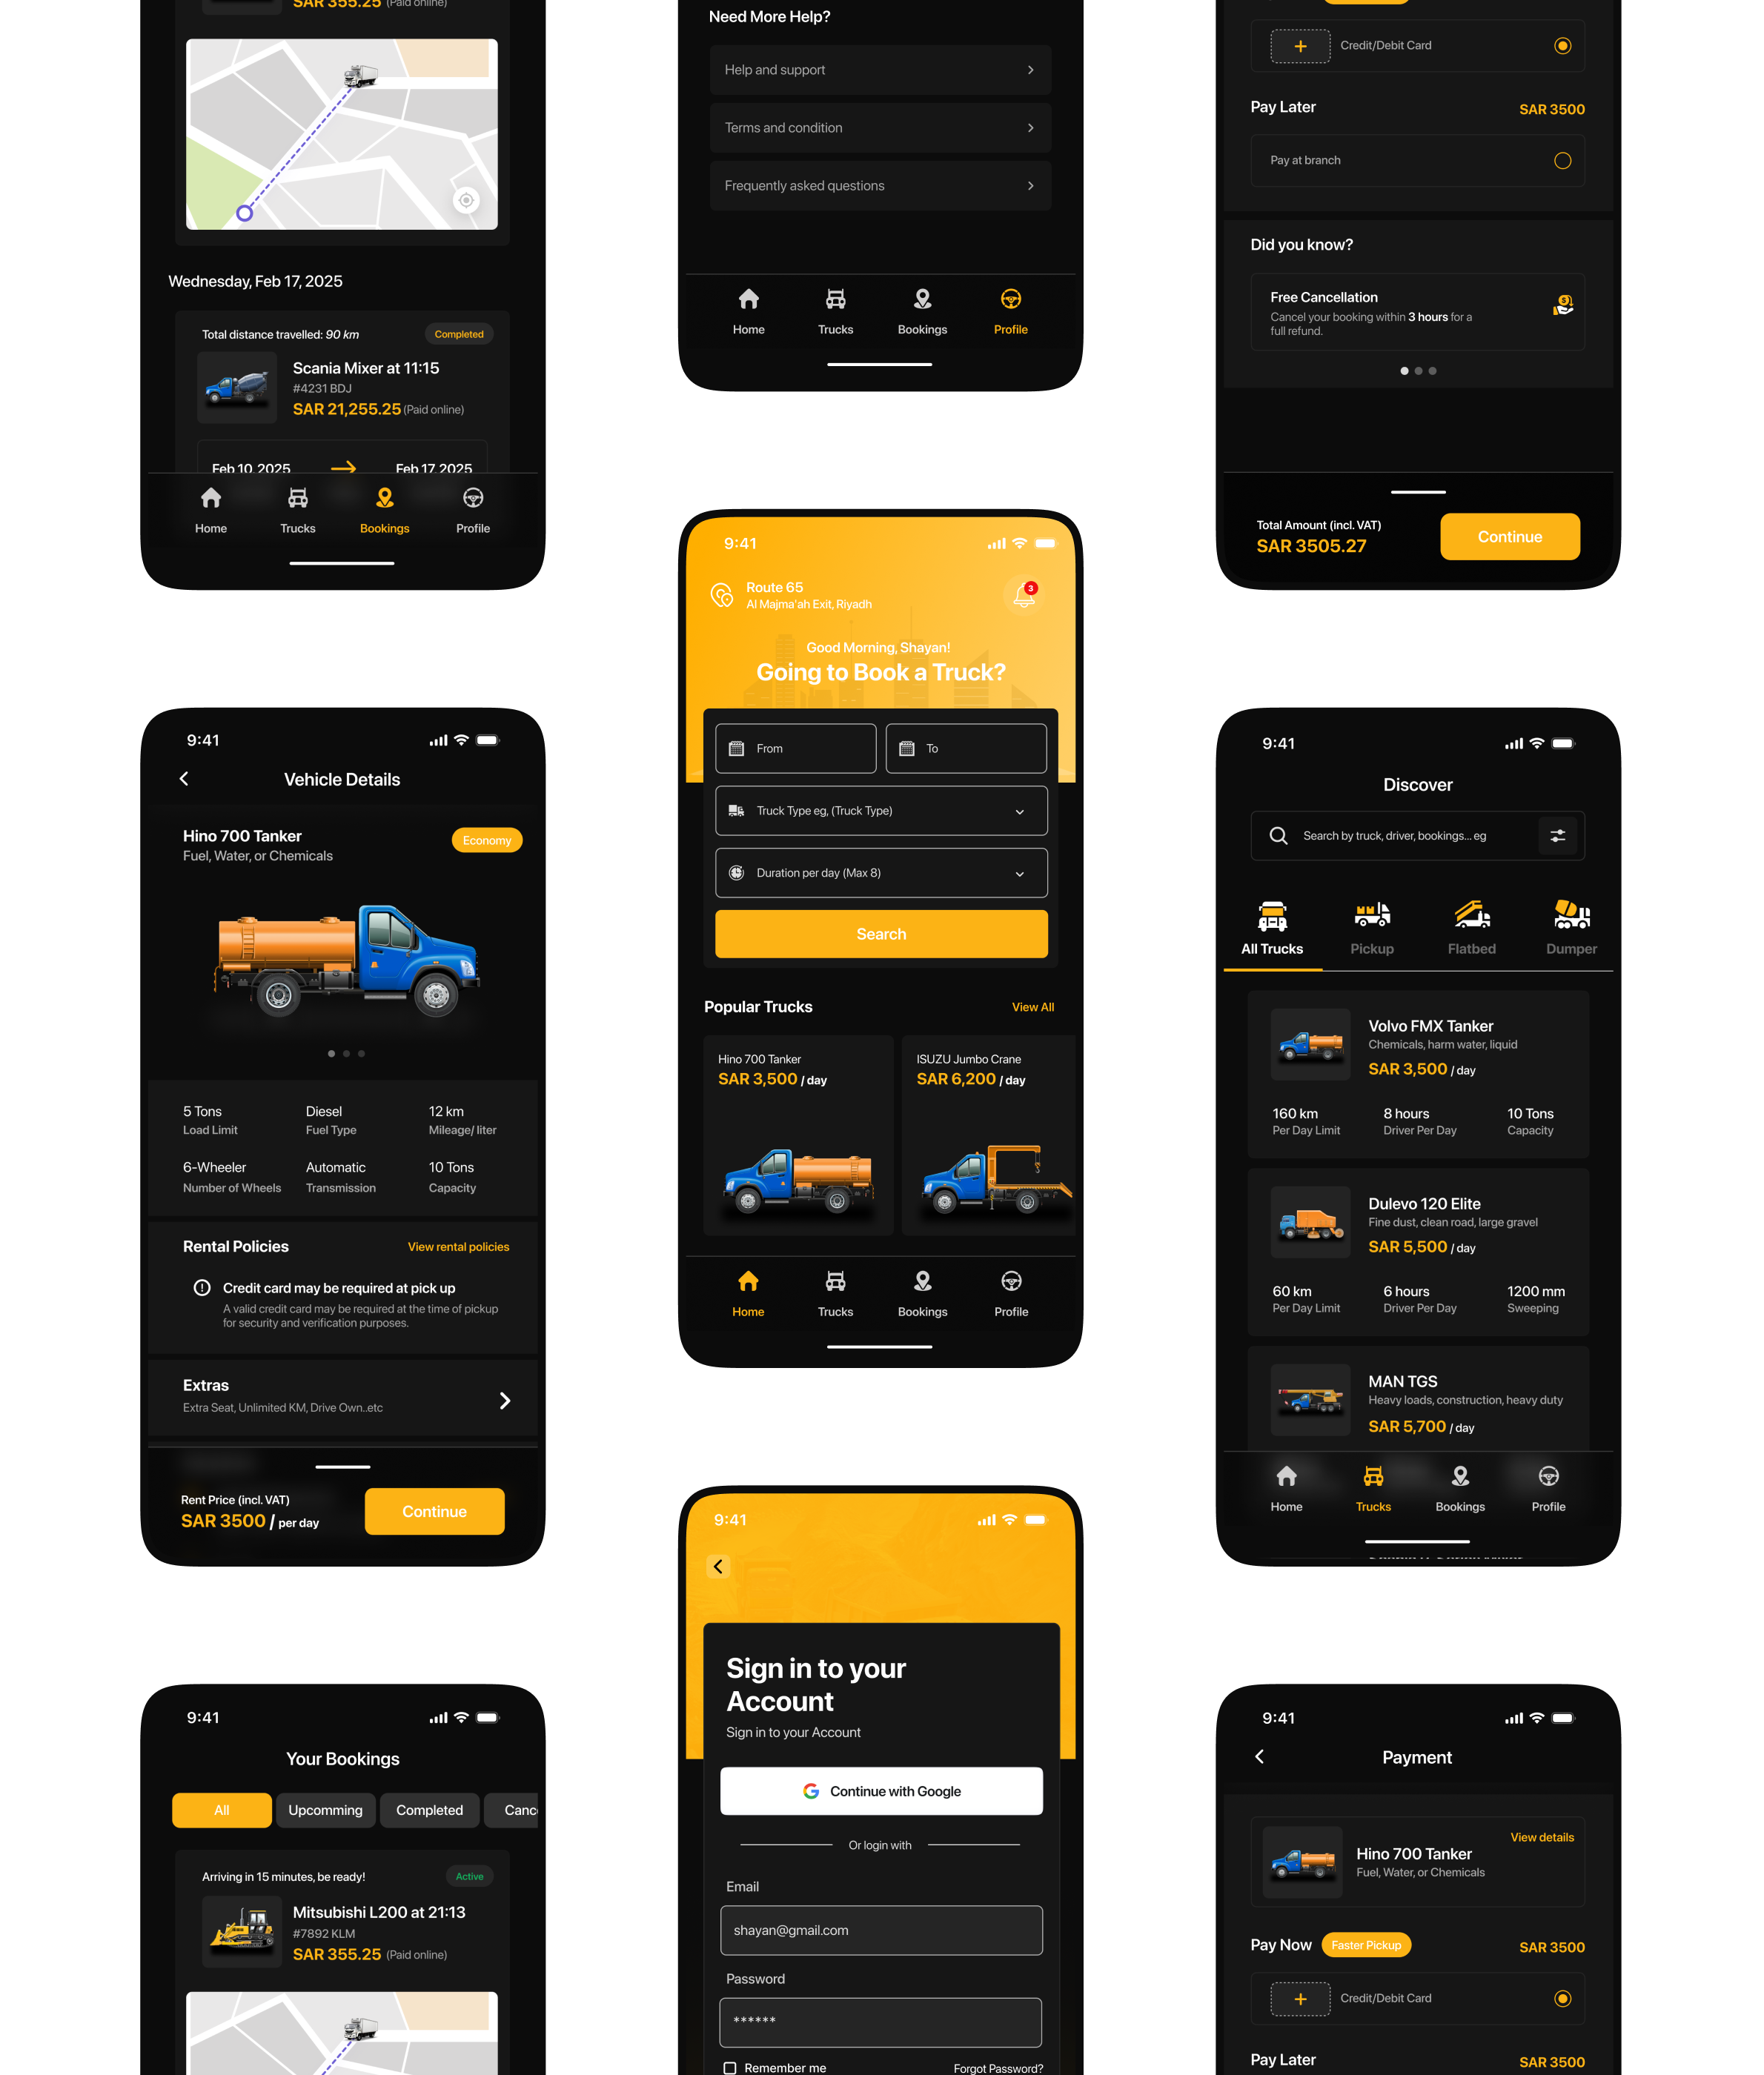 SAR 355.25 (Paid online)
Wednesday, Feb 17, 2025
Total distance travelled: 90 km
Completed
Scania Mixer at 11:15
#4231 BDJ
SAR 21,255.25 (Paid online)
Feb 10, 2025
Feb 17, 2025
Home
Trucks
Bookings
Profile
9:41
Vehicle Details
Hino 700 Tanker
Economy
Fuel, Water, or Chemicals
5 Tons
Diesel
12 km
Load Limit
Fuel Type
Mileage/ liter
6-Wheeler
Automatic
10 Tons
Number of Wheels
Transmission
Capacity
Rental Policies
View rental policies
Credit card may be required at pick up
A valid credit card may be required at the time of pickup
for security and verification purposes.
Extras
Extra Seat, Unlimited KM, Drive Own..etc
Rent Price (incl. VAT)
SAR 3500 / per day
Continue
9:41
Your Bookings
All
Upcomming
Completed
Canc
Arriving in 15 minutes, be ready!
Active
Mitsubishi L200 at 21:13
#7892 KLM
SAR 355.25 (Paid online)
Need More Help?
Help and support
Terms and condition
Frequently asked questions
Home
Trucks
Bookings
Profile
9:41
Route 65
Al Majma'ah Exit, Riyadh
3
Good Morning, Shayan!
Going to Book a Truck?
From
To
Truck Type eg, (Truck Type)
Duration per day (Max 8)
Search
Popular Trucks
View All
Hino 700 Tanker
SAR 3,500 / day
ISUZU Jumbo Crane
SAR 6,200 / day
Home
Trucks
Bookings
Profile
9:41
Sign in to your
Account
Sign in to your Account
Continue with Google
Or login with
Email
shayan@gmail.com
Password
******
Remember me
Forgot Password?
Credit/Debit Card
Pay Later
SAR 3500
Pay at branch
Did you know?
Free Cancellation
Cancel your booking within 3 hours for a
full refund.
Total Amount (incl. VAT)
SAR 3505.27
Continue
9:41
Discover
Search by truck, driver, bookings... eg
All Trucks
Pickup
Flatbed
Dumper
Volvo FMX Tanker
Chemicals, harm water, liquid
SAR 3,500 / day
160 km
8 hours
10 Tons
Per Day Limit
Driver Per Day
Capacity
Dulevo 120 Elite
Fine dust, clean road, large gravel
SAR 5,500 / day
60 km
6 hours
1200 mm
Per Day Limit
Driver Per Day
Sweeping
MAN TGS
Heavy loads, construction, heavy duty
SAR 5,700 / day
Home
Trucks
Bookings
Profile
9:41
Payment
View details
Hino 700 Tanker
Fuel, Water, or Chemicals
Pay Now
Faster Pickup
SAR 3500
Credit/Debit Card
Pay Later
SAR 3500